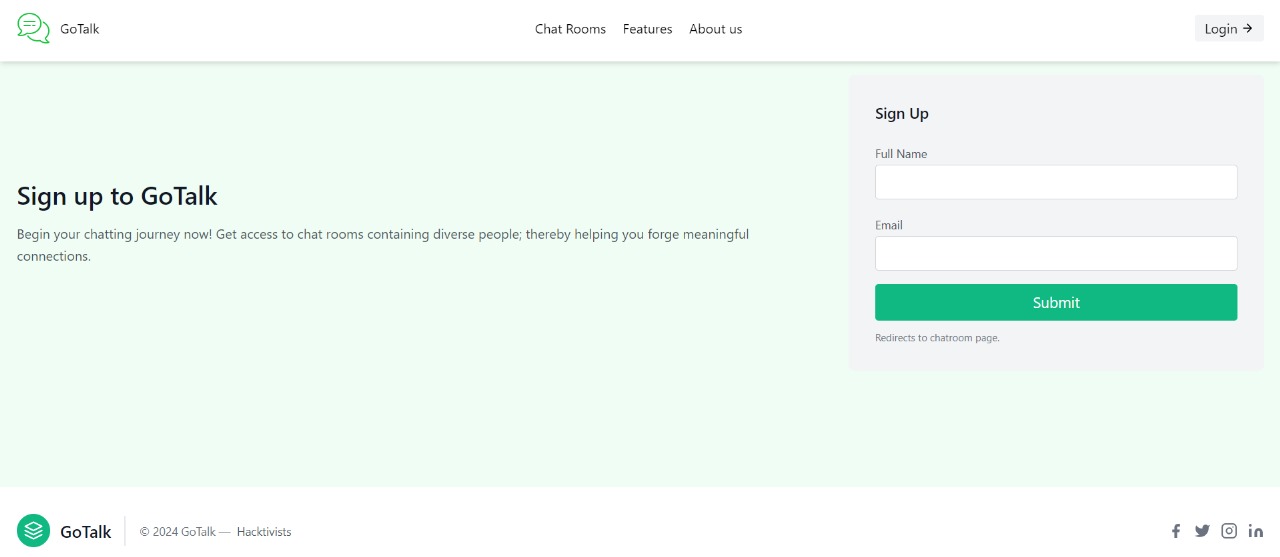 GoTalk
Chat Rooms
Features
About us
Login →
Sign up to GoTalk
Begin your chatting journey now! Get access to chat rooms containing diverse people; thereby helping you forge meaningful
connections.
Sign Up
Full Name
Email
Submit
Redirects to chatroom page.
GoTalk
© 2024 GoTalk — Hacktivists